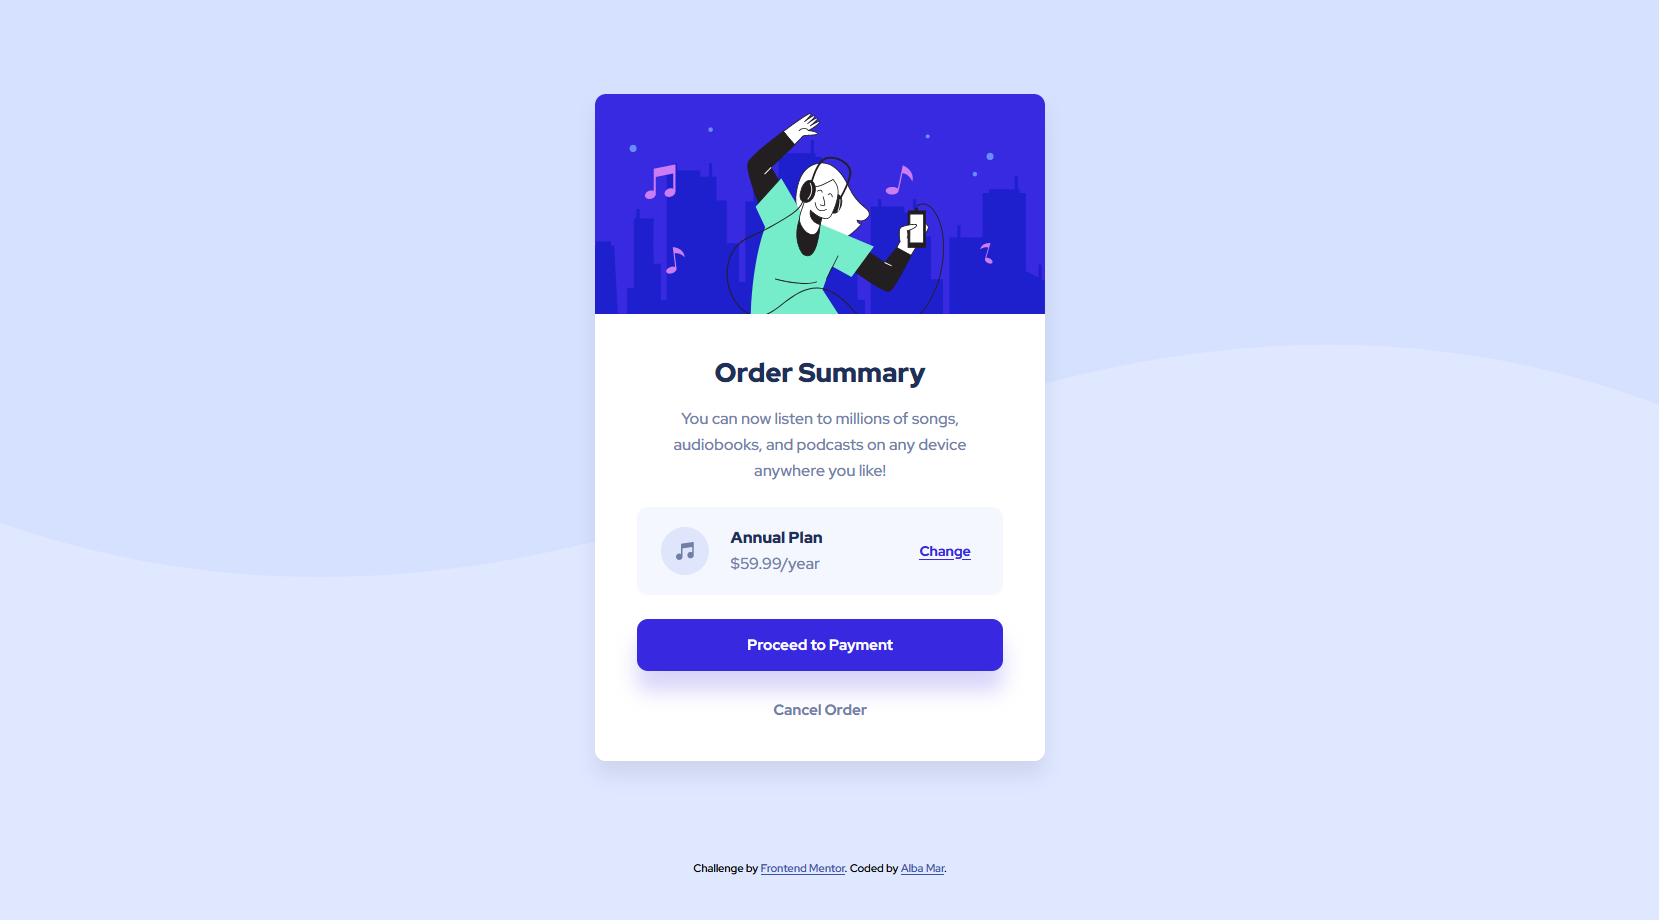 Order Summary
You can now listen to millions of songs,
audiobooks, and podcasts on any device
anywhere you like!
Annual Plan
$59.99/year
Change
Proceed to Payment
Cancel Order
Challenge by Frontend Mentor. Coded by Alba Mar.